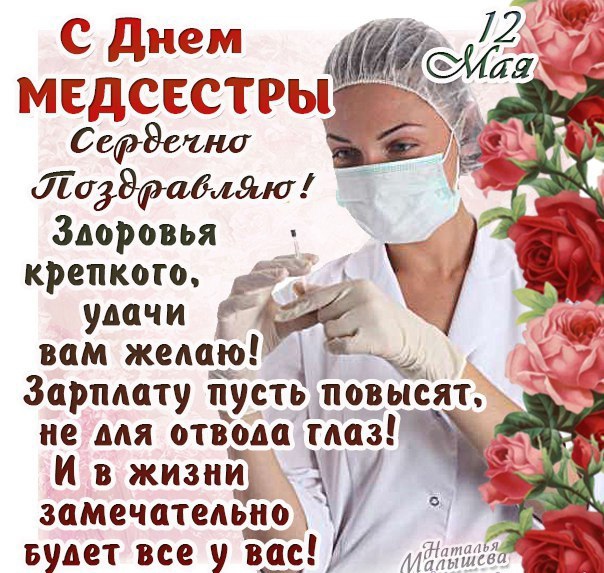 С Днем
МЕДСЕСТРЫ
12
Мая
Сердечно
Поздравляю!
Здоровья
крепкого,
удачи
вам желаю!
Зарплату пусть повысят,
не для отвода глаз!
И в жизни
замечательно
будет все у вас!
Наталья
Малышева